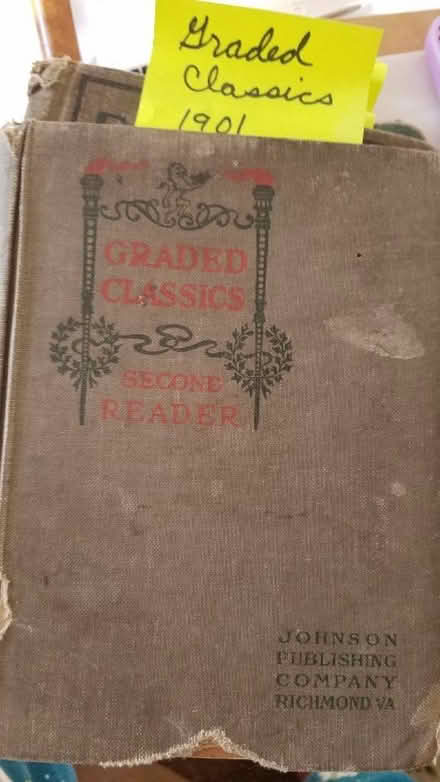 Graded
Classics
1901
GRADED
CLASSICS
SECOND
READER
JOHNSON
PUBLISHING
COMPANY
RICHMOND VA